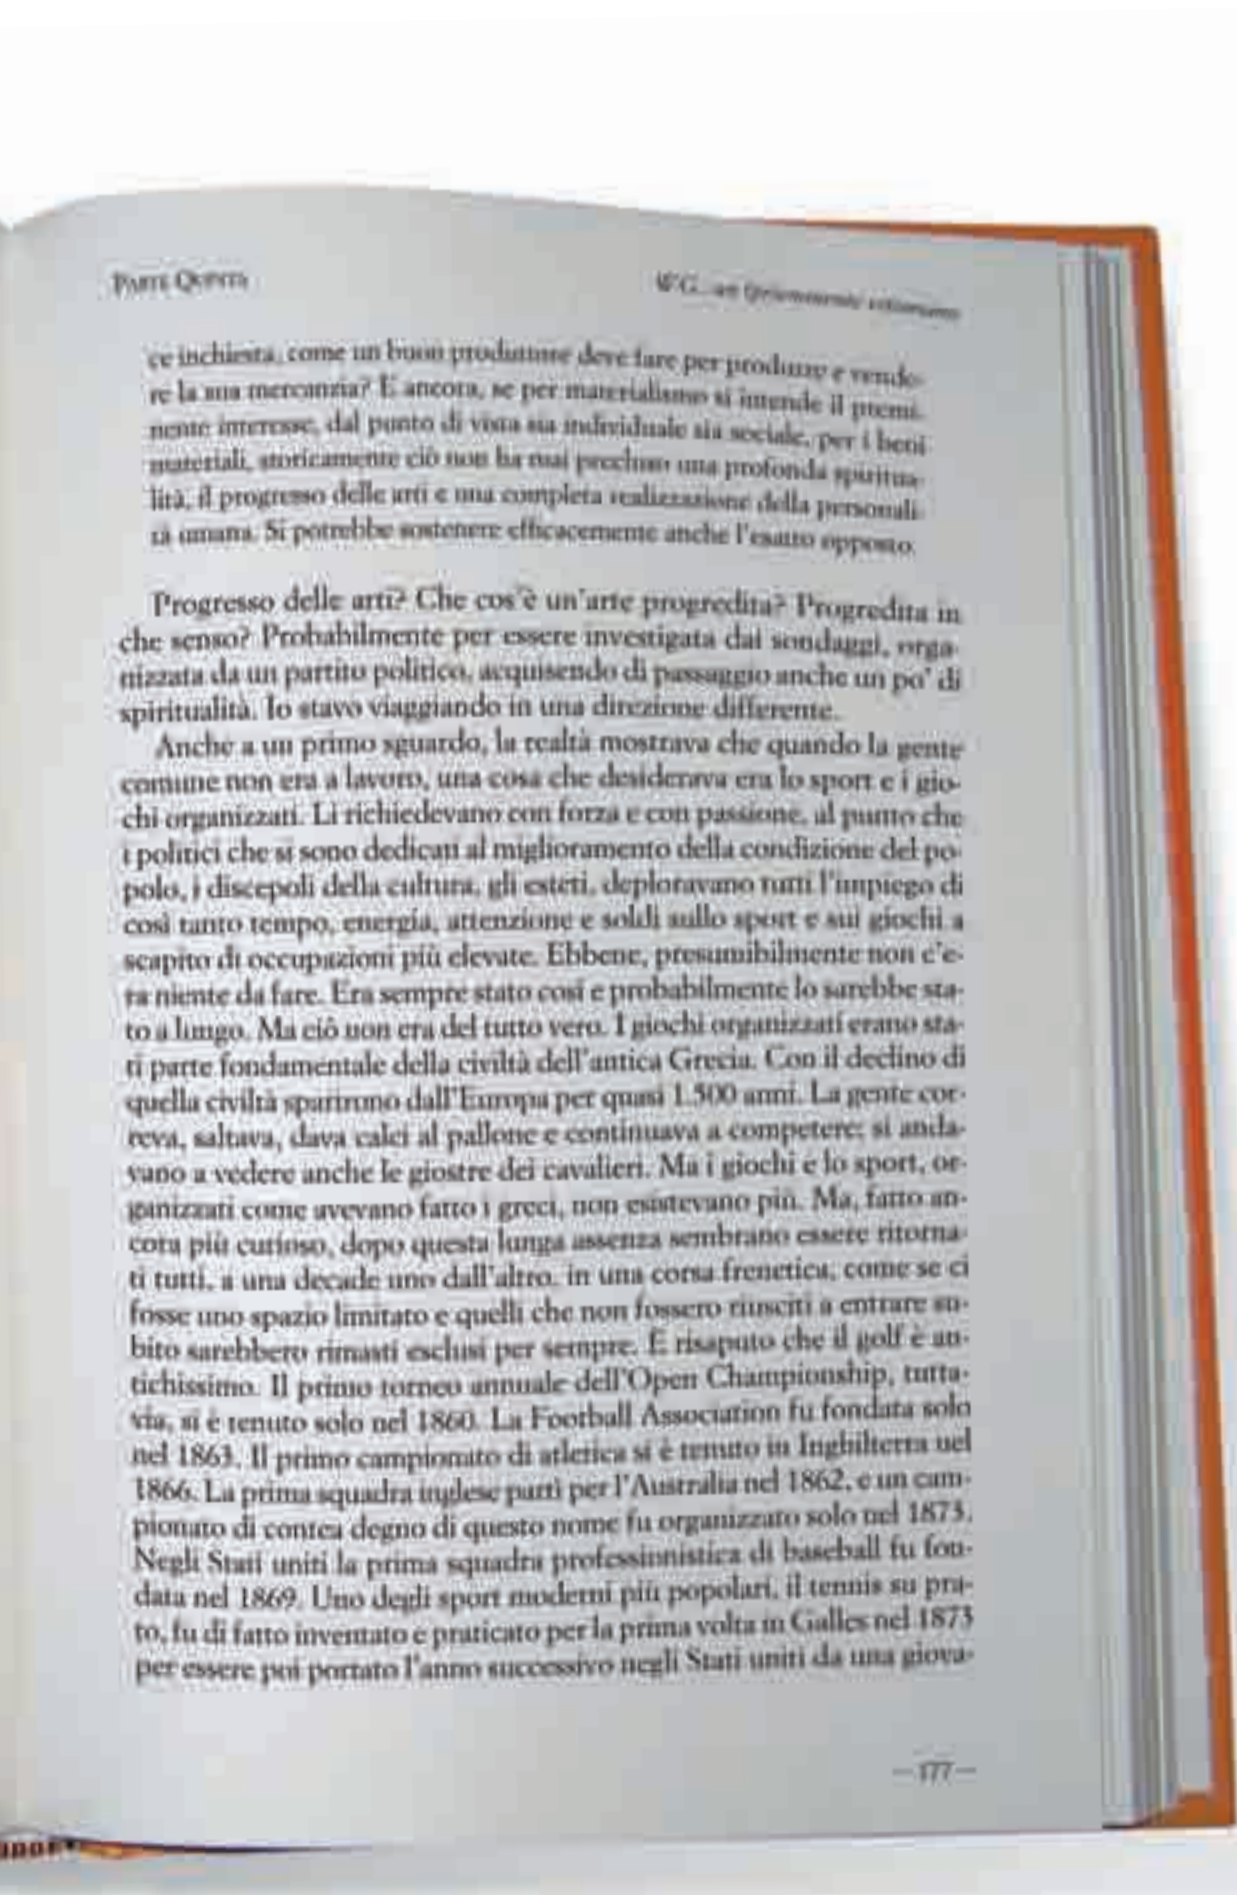 PARTE QUINTA
W.G.: un vittoriano
ce inchiesta, come un buon produttore deve fare per produrre e vende-
re la sua mercanzia? E ancora, se per materialismo si intende il premi-
nente interesse, dal punto di vista sia individuale sia sociale, per i beni
materiali, storicamente ciò non ha mai precluso una profonda spiritua-
lità, il progresso delle arti e una completa realizzazione della personali-
tà umana. Si potrebbe sostenere efficacemente anche l'esatto opposto.
Progresso delle arti? Che cos'è un'arte progredita? Progredita in
che senso? Probabilmente per essere investigata dai sondaggi, orga-
nizzata da un partito politico, acquisendo di passaggio anche un po' di
spiritualità. Io stavo viaggiando in una direzione differente.
Anche a un primo sguardo, la realtà mostrava che quando la gente
comune non era a lavoro, una cosa che desiderava era lo sport e i gio-
chi organizzati. Li richiedevano con forza e con passione, al punto che
i politici che si sono dedicati al miglioramento della condizione del po-
polo, i discepoli della cultura, gli esteti, deploravano tutti l'impiego di
così tanto tempo, energia, attenzione e soldi sullo sport e sui giochi a
scapito di occupazioni più elevate. Ebbene, presumibilmente non c'e-
ra niente da fare. Era sempre stato così e probabilmente lo sarebbe sta-
to a lungo. Ma ciò non era del tutto vero. I giochi organizzati erano sta-
ti parte fondamentale della civiltà dell'antica Grecia. Con il declino di
quella civiltà sparirono dall'Europa per quasi 1.500 anni. La gente cor-
reva, saltava, dava calci al pallone e continuava a competere; si anda-
vano a vedere anche le giostre dei cavalieri. Ma i giochi e lo sport, or-
ganizzati come avevano fatto i greci, non esistevano più. Ma, fatto an-
cora più curioso, dopo questa lunga assenza sembrano essere ritorna-
ti tutti, a una decade uno dall'altro, in una corsa frenetica, come se ci
fosse uno spazio limitato e quelli che non fossero riusciti a entrare su-
bito sarebbero rimasti esclusi per sempre. È risaputo che il golf è an-
tichissimo. Il primo torneo annuale dell'Open Championship, tutta-
via, si è tenuto solo nel 1860. La Football Association fu fondata solo
nel 1863. Il primo campionato di atletica si è tenuto in Inghilterra nel
1866. La prima squadra inglese partì per l'Australia nel 1862, e un cam-
pionato di contea degno di questo nome fu organizzato solo nel 1873.
Negli Stati uniti la prima squadra professionistica di baseball fu fon-
data nel 1869. Uno degli sport moderni più popolari, il tennis su pra-
to, fu di fatto inventato e praticato per la prima volta in Galles nel 1873
per essere poi portato l'anno successivo negli Stati uniti da una giova-
—177—